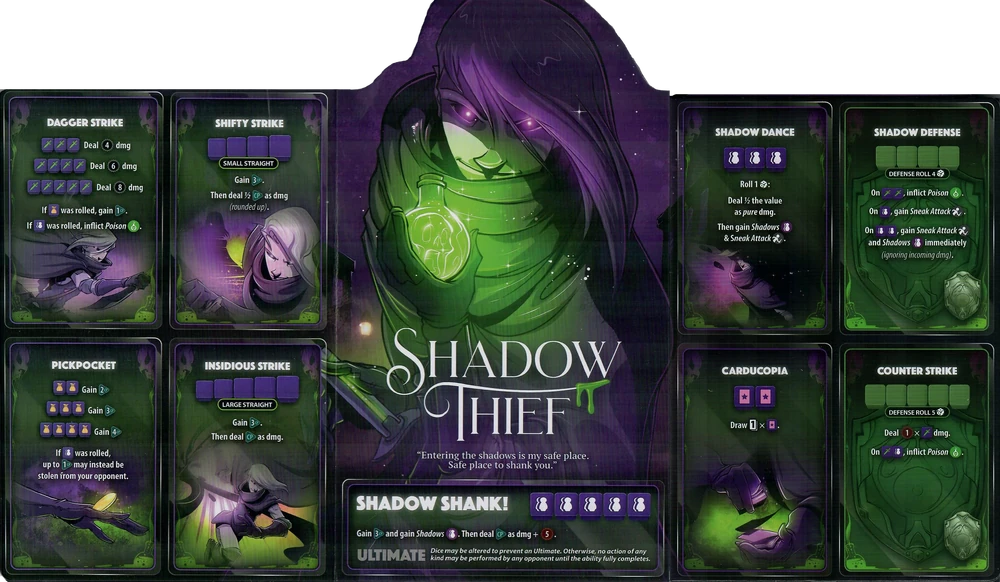 DAGGER STRIKE
Deal 4 dmg
Deal 6 dmg
Deal 8 dmg
If was rolled, gain 1.
If was rolled, inflict Poison.
SHIFTY STRIKE
SMALL STRAIGHT
Gain 3.
Then deal ½ CP as dmg
(rounded up).
PICKPOCKET
Gain 2
Gain 3
Gain 4
If was rolled,
up to 1 may instead be
stolen from your opponent.
INSIDIOUS STRIKE
LARGE STRAIGHT
Gain 3.
Then deal CP as dmg.
SHADOW
THIEF
“Entering the shadows is my safe place.
Safe place to shank you.”
SHADOW SHANK!
Gain 3 and gain Shadows. Then deal CP as dmg + 5.
ULTIMATE
Dice may be altered to prevent an Ultimate. Otherwise, no action of any
kind may be performed by any opponent until the ability fully completes.
SHADOW DANCE
Roll 1:
Deal ½ the value
as pure dmg.
Then gain Shadows
& Sneak Attack.
SHADOW DEFENSE
DEFENSE ROLL 4
On, inflict Poison.
On, gain Sneak Attack.
On, gain Sneak Attack
and Shadows immediately
(ignoring incoming dmg).
CARDUCOPIA
Draw 1 ×.
COUNTER STRIKE
DEFENSE ROLL 5
Deal 1 × dmg.
On, inflict Poison.